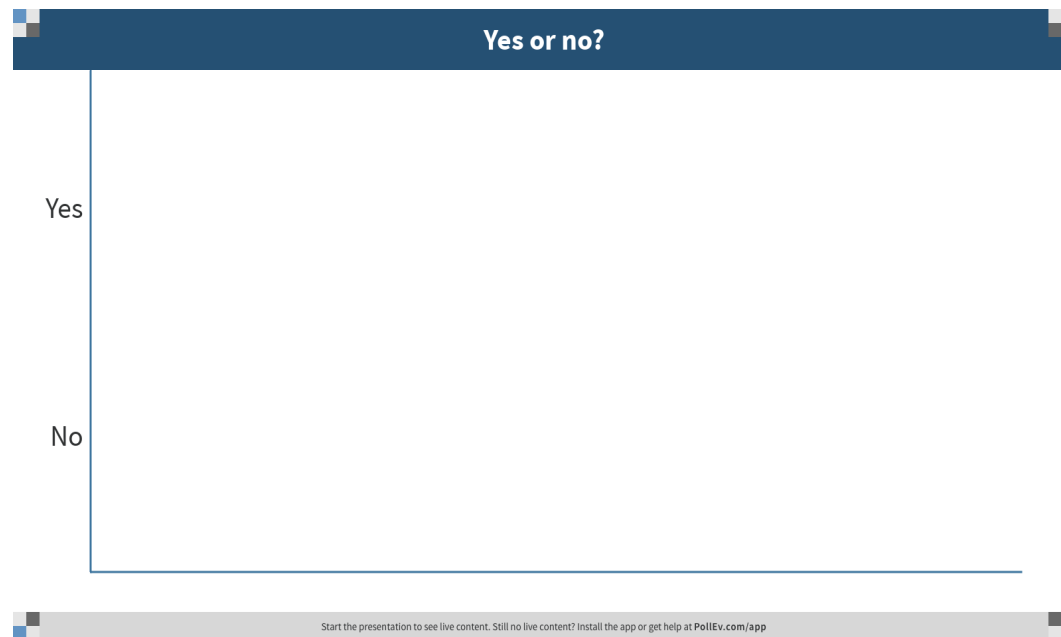 Yes or no?
Yes
No
Start the presentation to see live content. Still no live content? Install the app or get help at PollEv.com/app